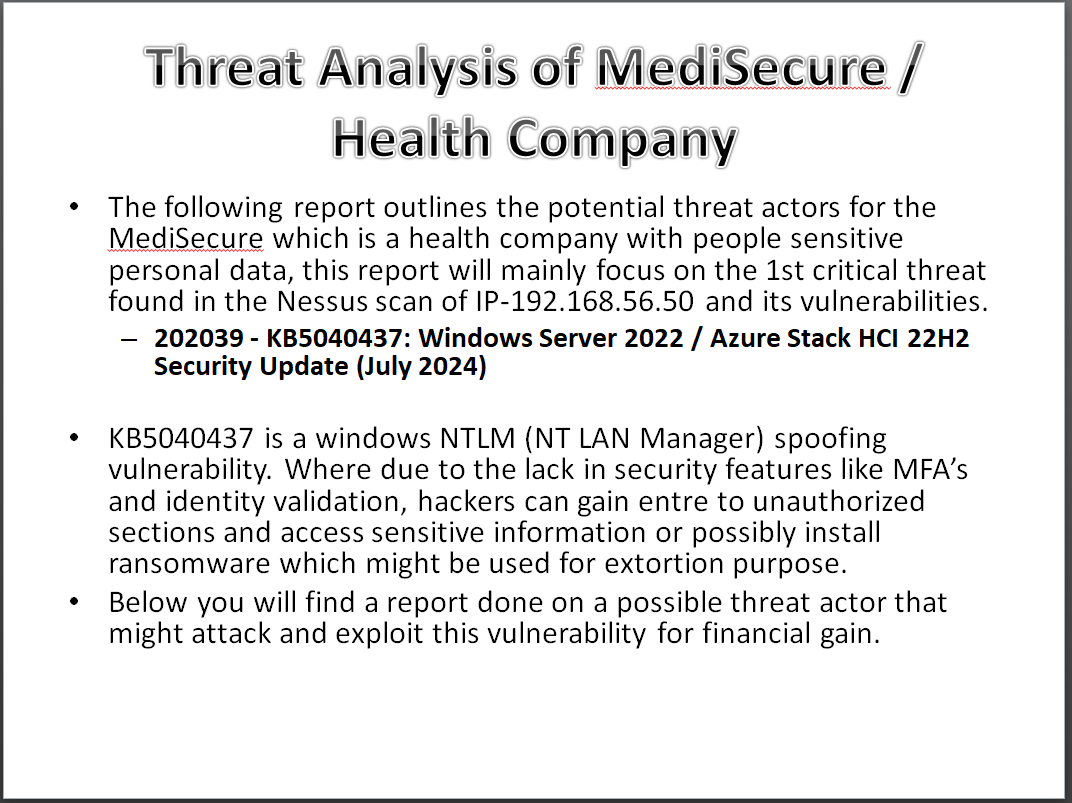 Threat Analysis of MediSecure /
Health Company
• The following report outlines the potential threat actors for the
MediSecure which is a health company with people sensitive
personal data, this report will mainly focus on the 1st critical threat
found in the Nessus scan of IP-192.168.56.50 and its vulnerabilities.
– 202039 - KB5040437: Windows Server 2022 / Azure Stack HCI 22H2
Security Update (July 2024)
• KB5040437 is a windows NTLM (NT LAN Manager) spoofing
vulnerability. Where due to the lack in security features like MFA’s
and identity validation, hackers can gain entre to unauthorized
sections and access sensitive information or possibly install
ransomware which might be used for extortion purpose.
• Below you will find a report done on a possible threat actor that
might attack and exploit this vulnerability for financial gain.